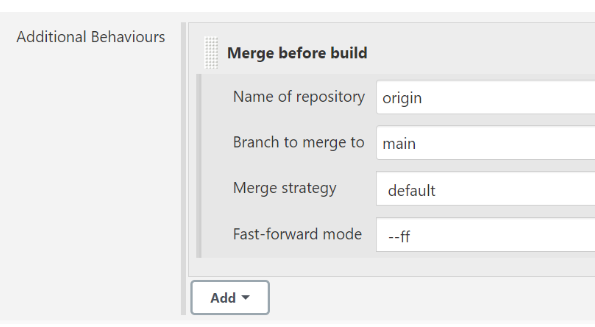 Additional Behaviours
Merge before build
Name of repository origin
Branch to merge to main
Merge strategy default
Fast-forward mode --ff
Add